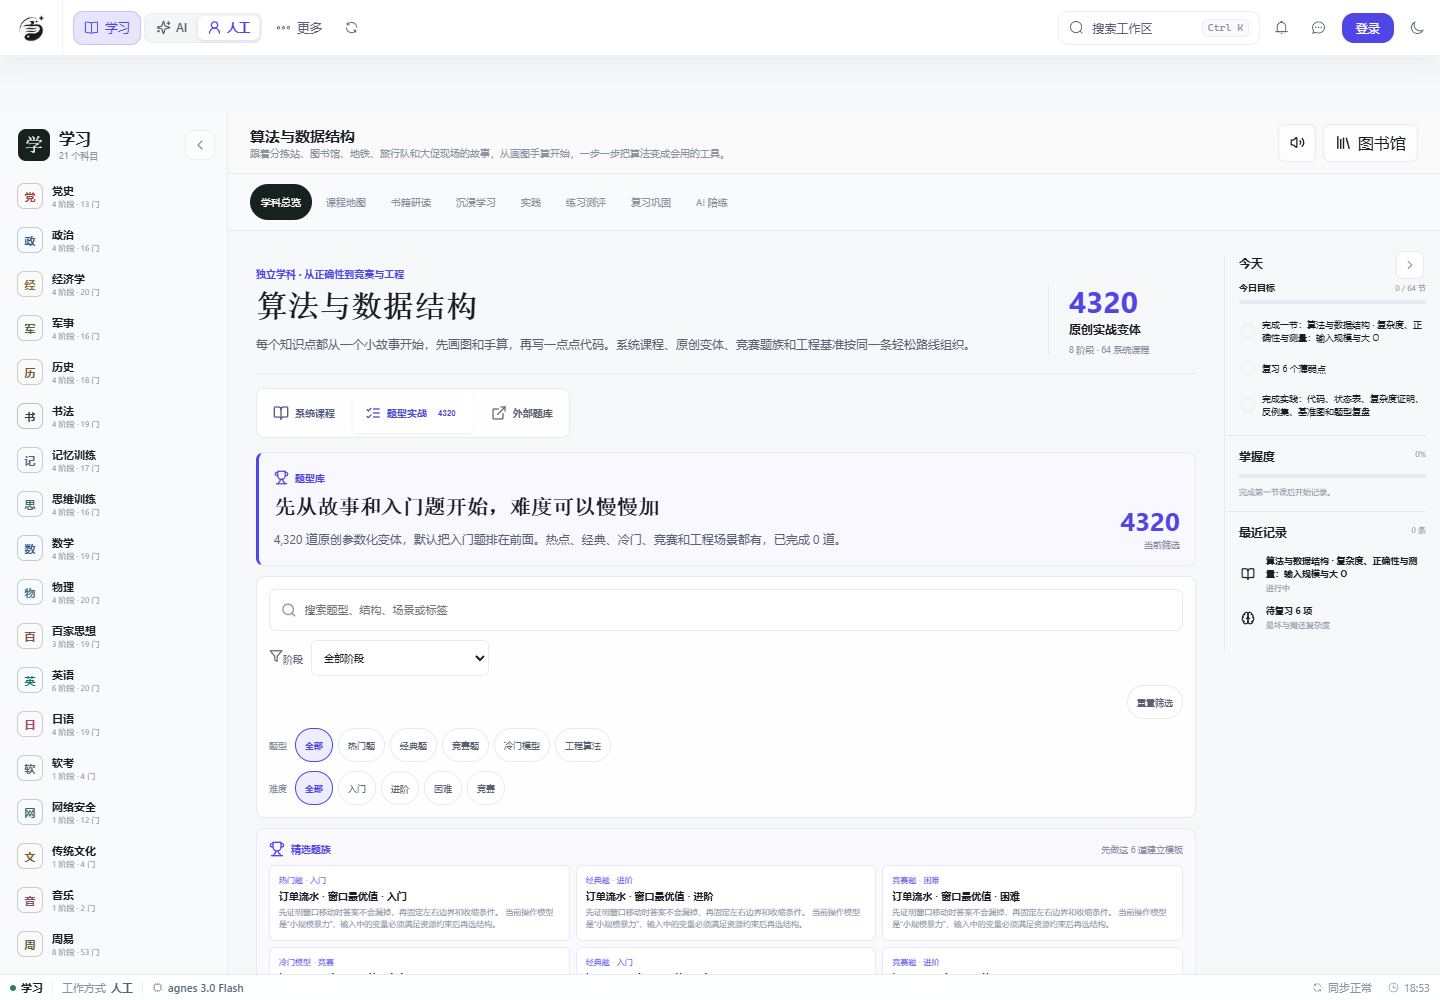 学习
AI
人工
更多
搜索工作区
Ctrl K
登录
学
学习
21 个科目
党
党史
4 阶段 · 13 门
政
政治
4 阶段 · 16 门
经
经济学
4 阶段 · 20 门
军
军事
4 阶段 · 16 门
历
历史
4 阶段 · 18 门
书
书法
4 阶段 · 19 门
记
记忆训练
4 阶段 · 17 门
思
思维训练
4 阶段 · 16 门
数
数学
4 阶段 · 19 门
物
物理
4 阶段 · 20 门
百
百家思想
3 阶段 · 19 门
英
英语
6 阶段 · 20 门
日
日语
4 阶段 · 19 门
软
软考
1 阶段 · 4 门
网
网络安全
1 阶段 · 12 门
文
传统文化
1 阶段 · 4 门
音
音乐
1 阶段 · 2 门
周
周易
8 阶段 · 53 门
算法与数据结构
跟着分拣站、图书馆、地铁、旅行队和大促现场的故事，从画图手算开始，一步一步把算法变成会用的工具。
图书馆
学科总览
课程地图
书籍研读
沉浸学习
实践
练习测评
复习巩固
AI 陪练
独立学科 · 从正确性到竞赛与工程
算法与数据结构
每个知识点都从一个小故事开始，先画图和手算，再写一点点代码。系统课程、原创变体、竞赛题族和工程基准按同一条轻松路线组织。
4320
原创实战变体
8 阶段 · 64 系统课程
系统课程
题型实战
4320
外部题库
题型库
先从故事和入门题开始，难度可以慢慢加
4,320 道原创参数化变体，默认把入门题排在前面。热点、经典、冷门、竞赛和工程场景都有，已完成 0 道。
4320
当前筛选
搜索题型、结构、场景或标签
阶段
全部阶段
重置筛选
题型
全部
热门题
经典题
竞赛题
冷门模型
工程算法
难度
全部
入门
进阶
困难
竞赛
精选题族
先做这 6 道建立模板
热门题 · 入门
订单流水 · 窗口最优值 · 入门
先证明窗口移动时答案不会漏掉，再固定左右边界和收缩条件。 当前操作模型
是“小规模暴力”，输入中的变量必须满足资源约束后再选结构。
经典题 · 进阶
订单流水 · 窗口最优值 · 进阶
先证明窗口移动时答案不会漏掉，再固定左右边界和收缩条件。 当前操作模型
是“小规模暴力”，输入中的变量必须满足资源约束后再选结构。
竞赛题 · 困难
订单流水 · 窗口最优值 · 困难
先证明窗口移动时答案不会漏掉，再固定左右边界和收缩条件。 当前操作模型
是“小规模暴力”，输入中的变量必须满足资源约束后再选结构。
冷门模型 · 竞赛
经典题 · 入门
竞赛题 · 进阶
今天
今日目标
0 / 64 节
完成一节：算法与数据结构 · 复杂度、正
确性与测量：输入规模与大 O
复习 6 个薄弱点
完成实践：代码、状态表、复杂度证明、
反例集、基准图和题型复盘
掌握度
0%
完成第一节课后开始记录。
最近记录
0 条
算法与数据结构 · 复杂度、正确性与测
量：输入规模与大 O
进行中
待复习 6 项
最坏与摊还复杂度
学习
工作方式 人工
agnes 3.0 Flash
同步正常
18:53